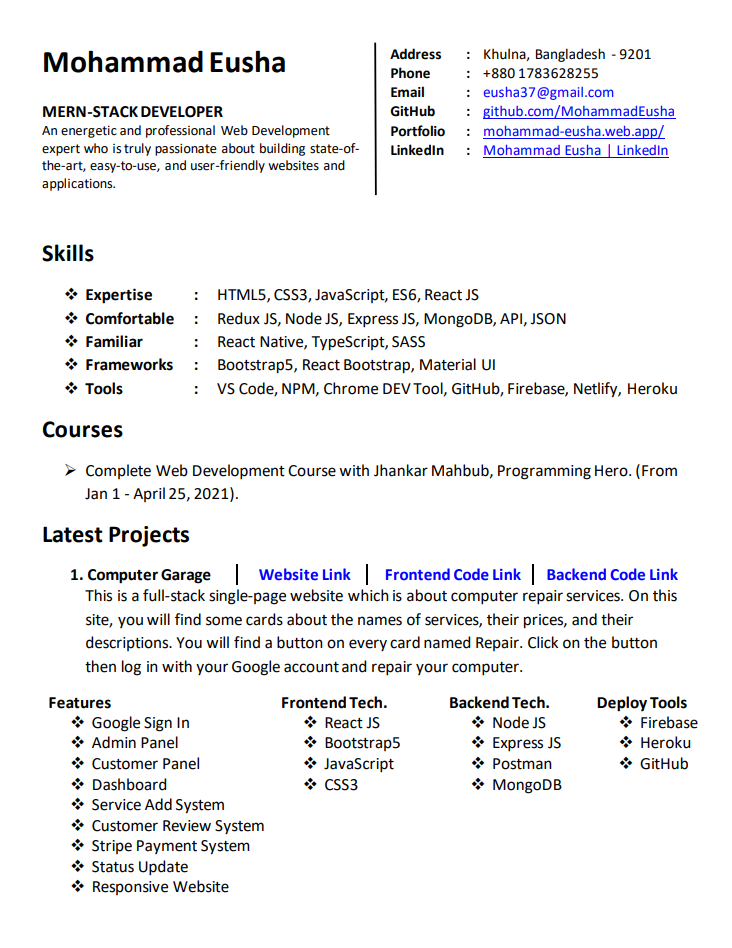 Mohammad Eusha
MERN-STACK DEVELOPER
An energetic and professional Web Development
expert who is truly passionate about building state-of-
the-art, easy-to-use, and user-friendly websites and
applications.
Address : Khulna, Bangladesh - 9201
Phone : +880 1783628255
Email : eusha37@gmail.com
GitHub : github.com/MohammadEusha
Portfolio : mohammad-eusha.web.app/
LinkedIn : Mohammad Eusha | LinkedIn
Skills
❖ Expertise : HTML5, CSS3, JavaScript, ES6, React JS
❖ Comfortable : Redux JS, Node JS, Express JS, MongoDB, API, JSON
❖ Familiar : React Native, TypeScript, SASS
❖ Frameworks : Bootstrap5, React Bootstrap, Material UI
❖ Tools : VS Code, NPM, Chrome DEV Tool, GitHub, Firebase, Netlify, Heroku
Courses
➢ Complete Web Development Course with Jhankar Mahbub, Programming Hero. (From
Jan 1 - April 25, 2021).
Latest Projects
1. Computer Garage | Website Link | Frontend Code Link | Backend Code Link
This is a full-stack single-page website which is about computer repair services. On this
site, you will find some cards about the names of services, their prices, and their
descriptions. You will find a button on every card named Repair. Click on the button
then log in with your Google account and repair your computer.
Features
❖ Google Sign In
❖ Admin Panel
❖ Customer Panel
❖ Dashboard
❖ Service Add System
❖ Customer Review System
❖ Stripe Payment System
❖ Status Update
❖ Responsive Website
Frontend Tech.
❖ React JS
❖ Bootstrap5
❖ JavaScript
❖ CSS3
Backend Tech.
❖ Node JS
❖ Express JS
❖ Postman
❖ MongoDB
Deploy Tools
❖ Firebase
❖ Heroku
❖ GitHub